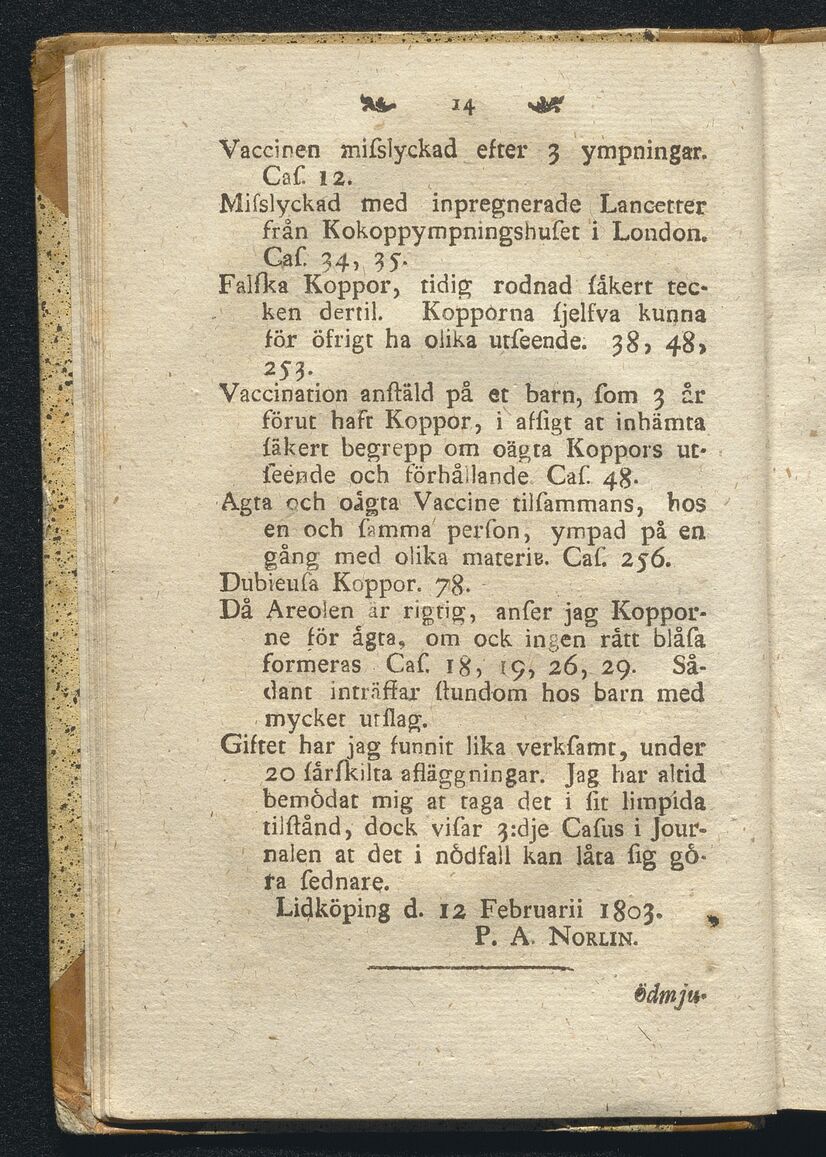 14
Vaccinen miſslyckad efter 3 ympningar.
Caſ. 12.
Miſslyckad med inpregnerade Lancetter
från Kokoppympningshuſet i London.
Caſ. 34, 35.
Falſka Koppor, tidig rodnad ſåkert tec-
ken dertil. Kopporna ſjelfva kunna
för öfrigt ha olika utſeende. 38, 48,
253.
Vaccination anſtäld på et barn, ſom 3 år
förut haft Koppor, i affigt at inhämta
ſäkert begrepp om oägta Koppors ut-
ſeende och förhållande Caſ. 48.
Agta och oågta Vaccine tilſammans, hos
en och ſamma perſon, ympad på en
gång med olika materie. Caſ. 256.
Dubieuſa Koppor. 78.
Då Areolen är rigtig, anſer jag Koppor-
ne för ågta, om ock ingen rått blåſa
formeras Caſ. 18, 19, 26, 29. Så-
dant inträffar ſtundom hos barn med
mycket utſlag.
Giftet har jag funnit lika verkſamt, under
20 ſårſkilta afläggningar. Jag har altid
bemödat mig at taga det i ſit limpida
tilſtånd, dock viſar 3:dje Caſus i Jour-
nalen at det i nödfall kan låta ſig gö-
ra ſednare.
Lidköping d. 12 Februarii 1803.
P. A. NORLIN.
ödmju-